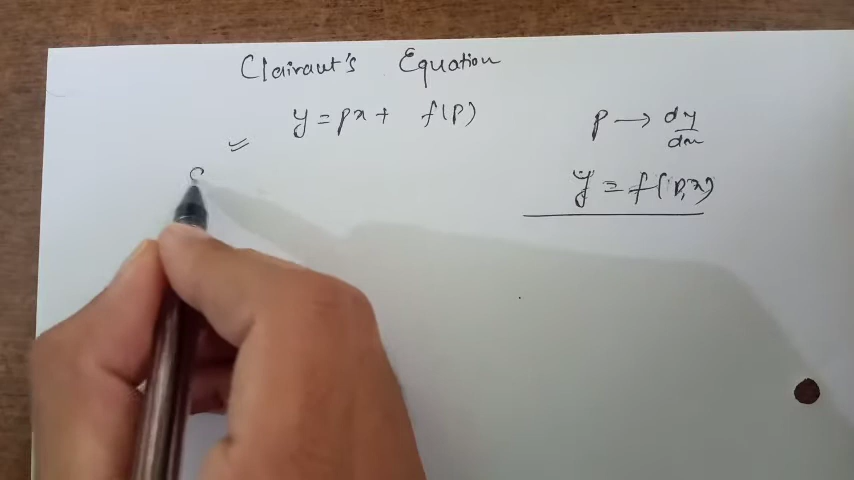 Clairaut's Equation
y = px + f(p)
p → dy/dx
y = f(p,x)